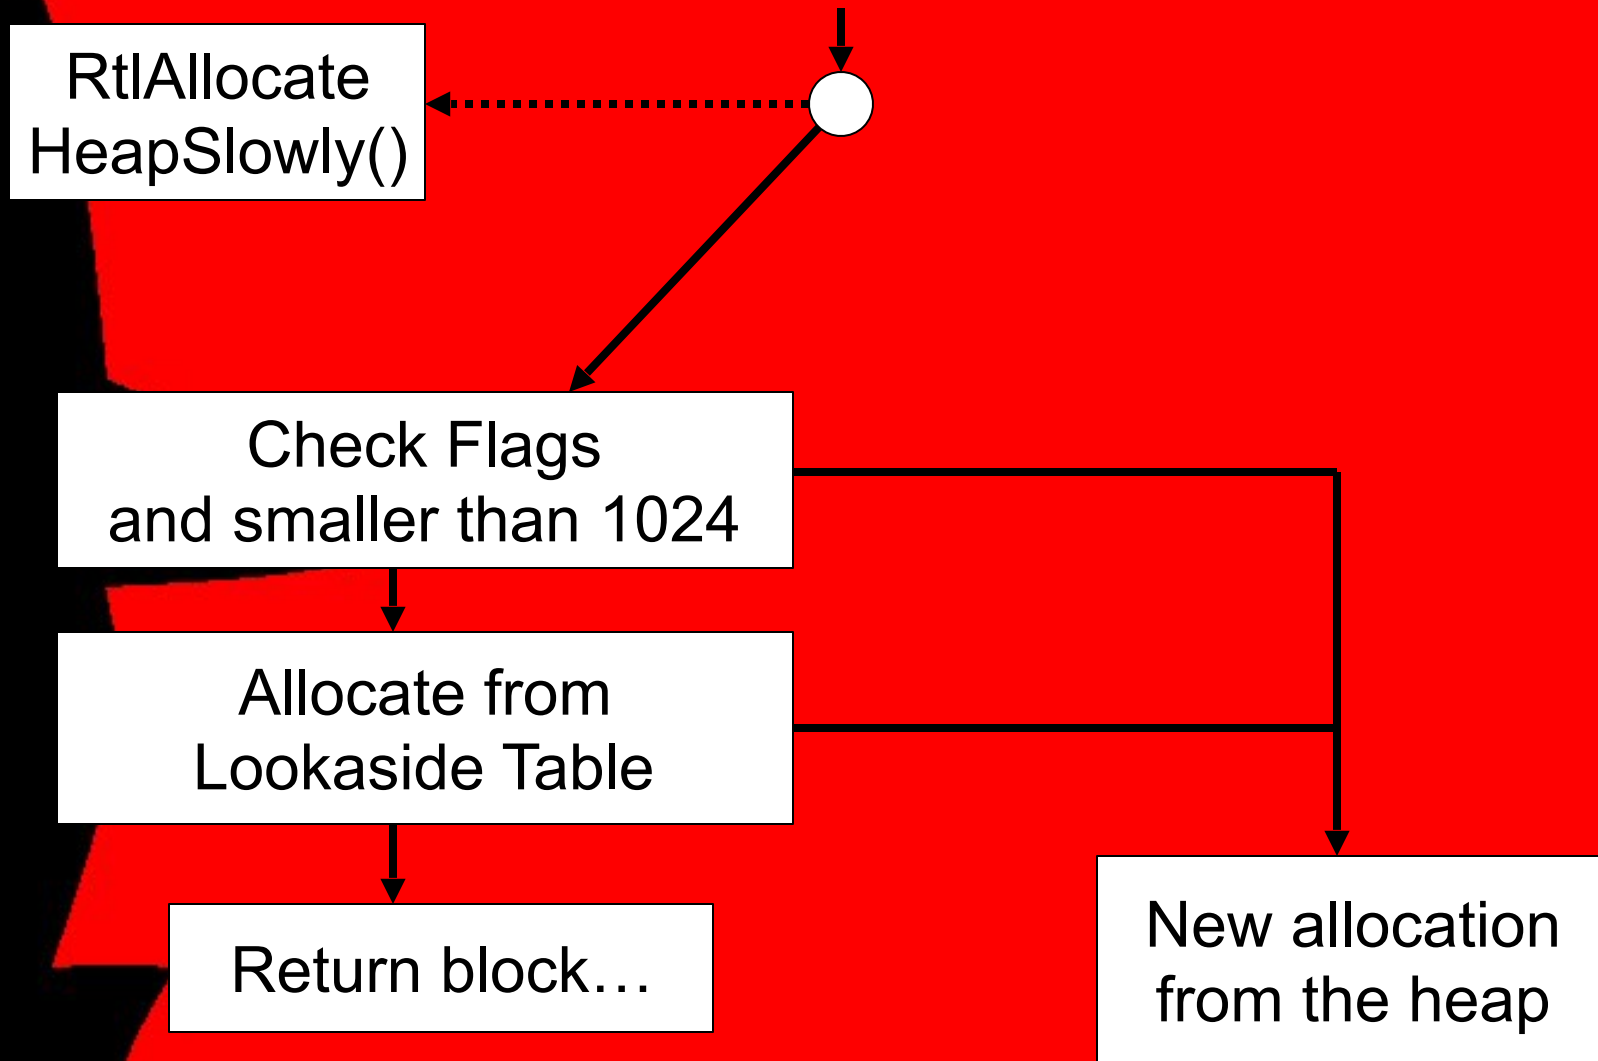 RtlAllocate
HeapSlowly()
Check Flags
and smaller than 1024
Allocate from
Lookaside Table
Return block…
New allocation
from the heap